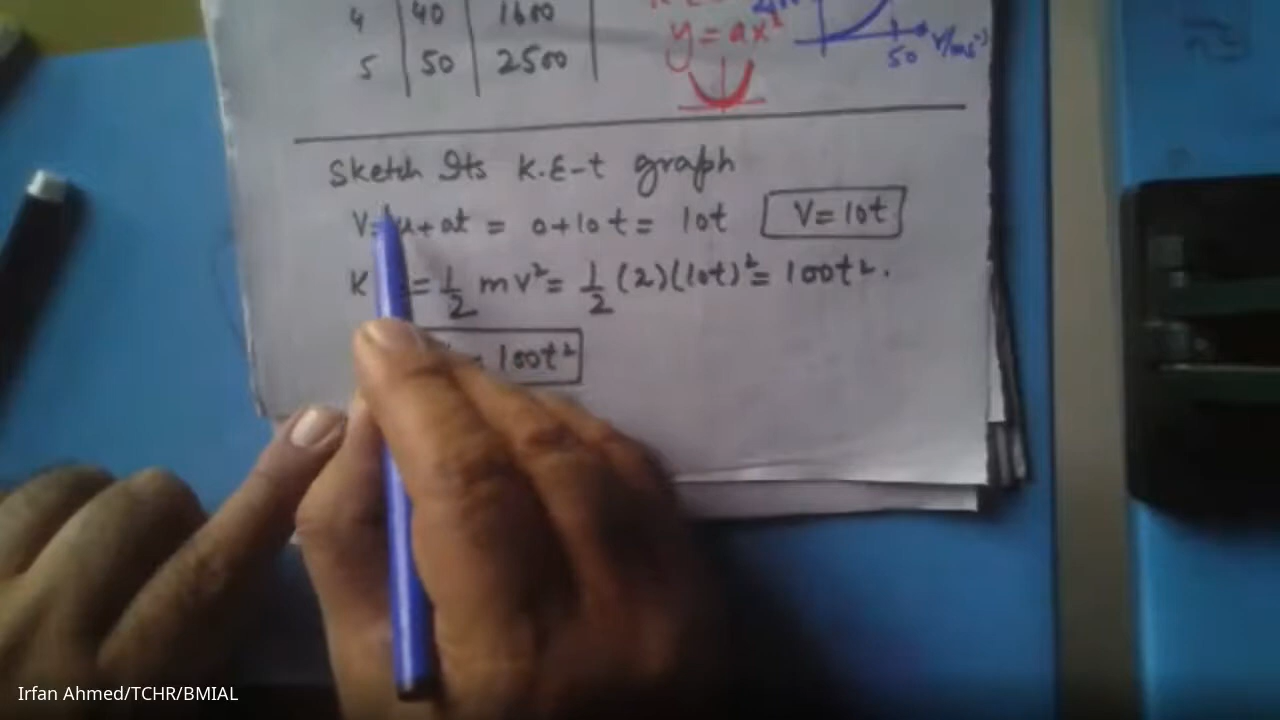 4 40 1600
5 50 2500
y = ax²
50 V/ms⁻¹)
Sketch Its K.E-t graph
V = u + at = 0 + 10t = 10t V = 10t
K = 1/2 mv² = 1/2 (2)(10t)² = 100t².
= 100t²
Irfan Ahmed/TCHR/BMIAL